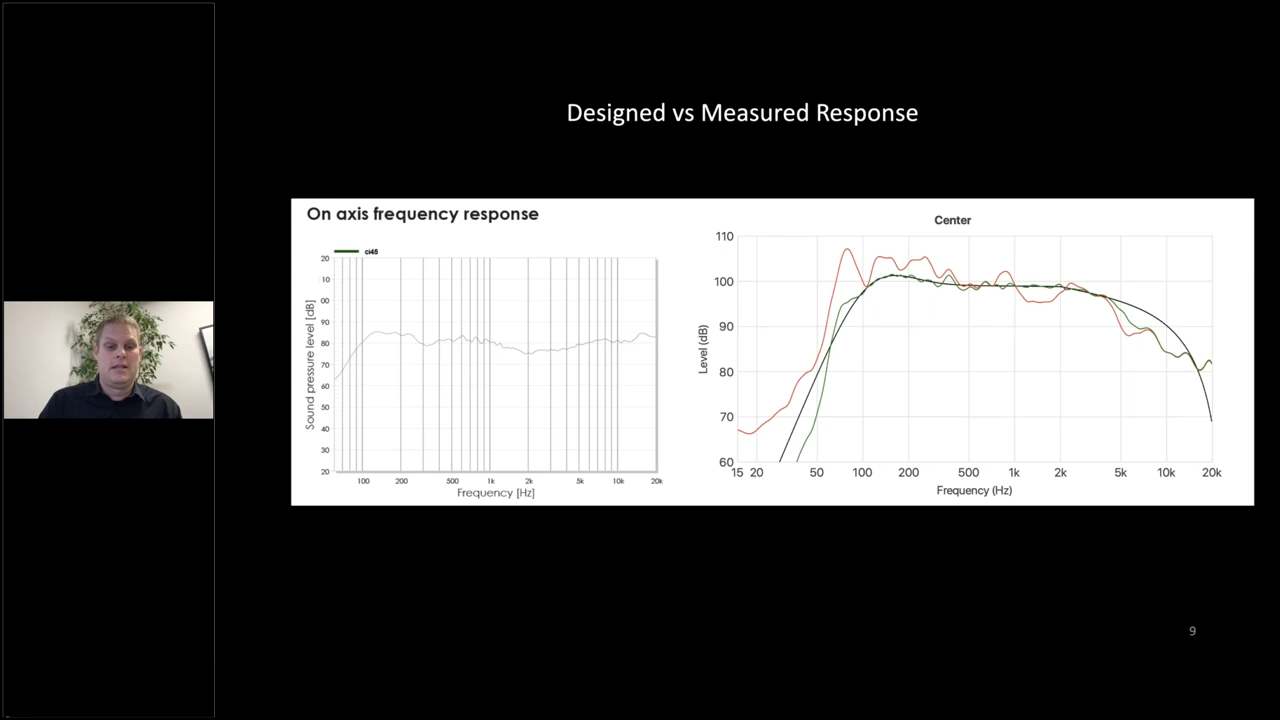 Designed vs Measured Response
On axis frequency response
ci45
20
10
00
90
80
70
60
50
40
30
20
Sound pressure level [dB]
100 200 500 1k 2k 5k 10k 20k
Frequency [Hz]
Center
110
100
90
80
70
60
Level (dB)
15 20 50 100 200 500 1k 2k 5k 10k 20k
Frequency (Hz)
9